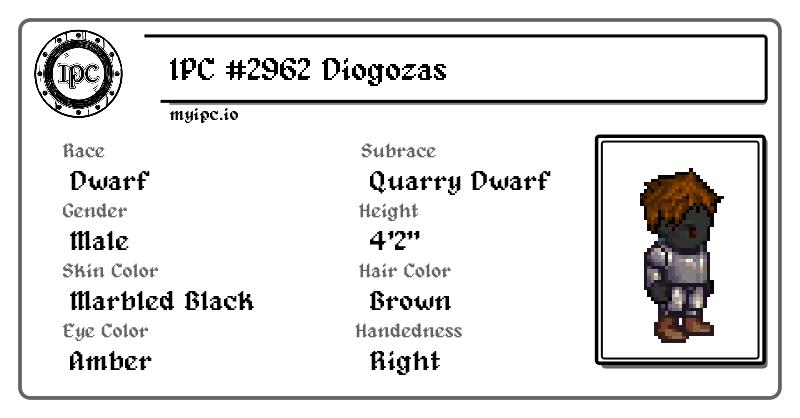 IPC
IPC #2962 Diogozas
myipc.io
Race
Dwarf
Subrace
Quarry Dwarf
Gender
Male
Height
4'2"
Skin Color
Marbled Black
Hair Color
Brown
Eye Color
Amber
Handedness
Right